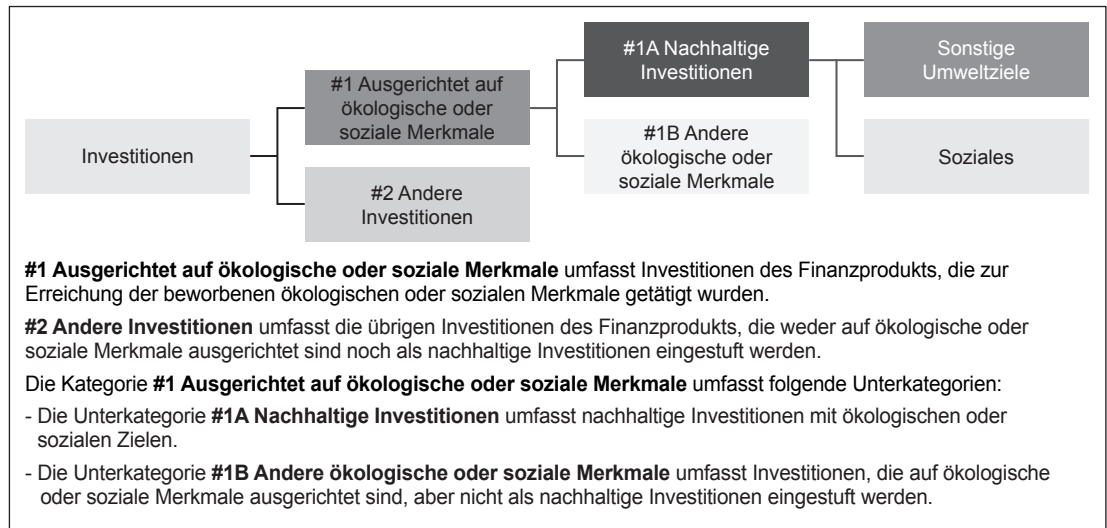 Investitionen
#1 Ausgerichtet auf
ökologische oder
soziale Merkmale
#2 Andere
Investitionen
#1A Nachhaltige
Investitionen
#1B Andere
ökologische oder
soziale Merkmale
Sonstige
Umweltziele
Soziales
#1 Ausgerichtet auf ökologische oder soziale Merkmale umfasst Investitionen des Finanzprodukts, die zur
Erreichung der beworbenen ökologischen oder sozialen Merkmale getätigt wurden.
#2 Andere Investitionen umfasst die übrigen Investitionen des Finanzprodukts, die weder auf ökologische oder
soziale Merkmale ausgerichtet sind noch als nachhaltige Investitionen eingestuft werden.
Die Kategorie #1 Ausgerichtet auf ökologische oder soziale Merkmale umfasst folgende Unterkategorien:
- Die Unterkategorie #1A Nachhaltige Investitionen umfasst nachhaltige Investitionen mit ökologischen oder
sozialen Zielen.
- Die Unterkategorie #1B Andere ökologische oder soziale Merkmale umfasst Investitionen, die auf ökologische
oder soziale Merkmale ausgerichtet sind, aber nicht als nachhaltige Investitionen eingestuft werden.